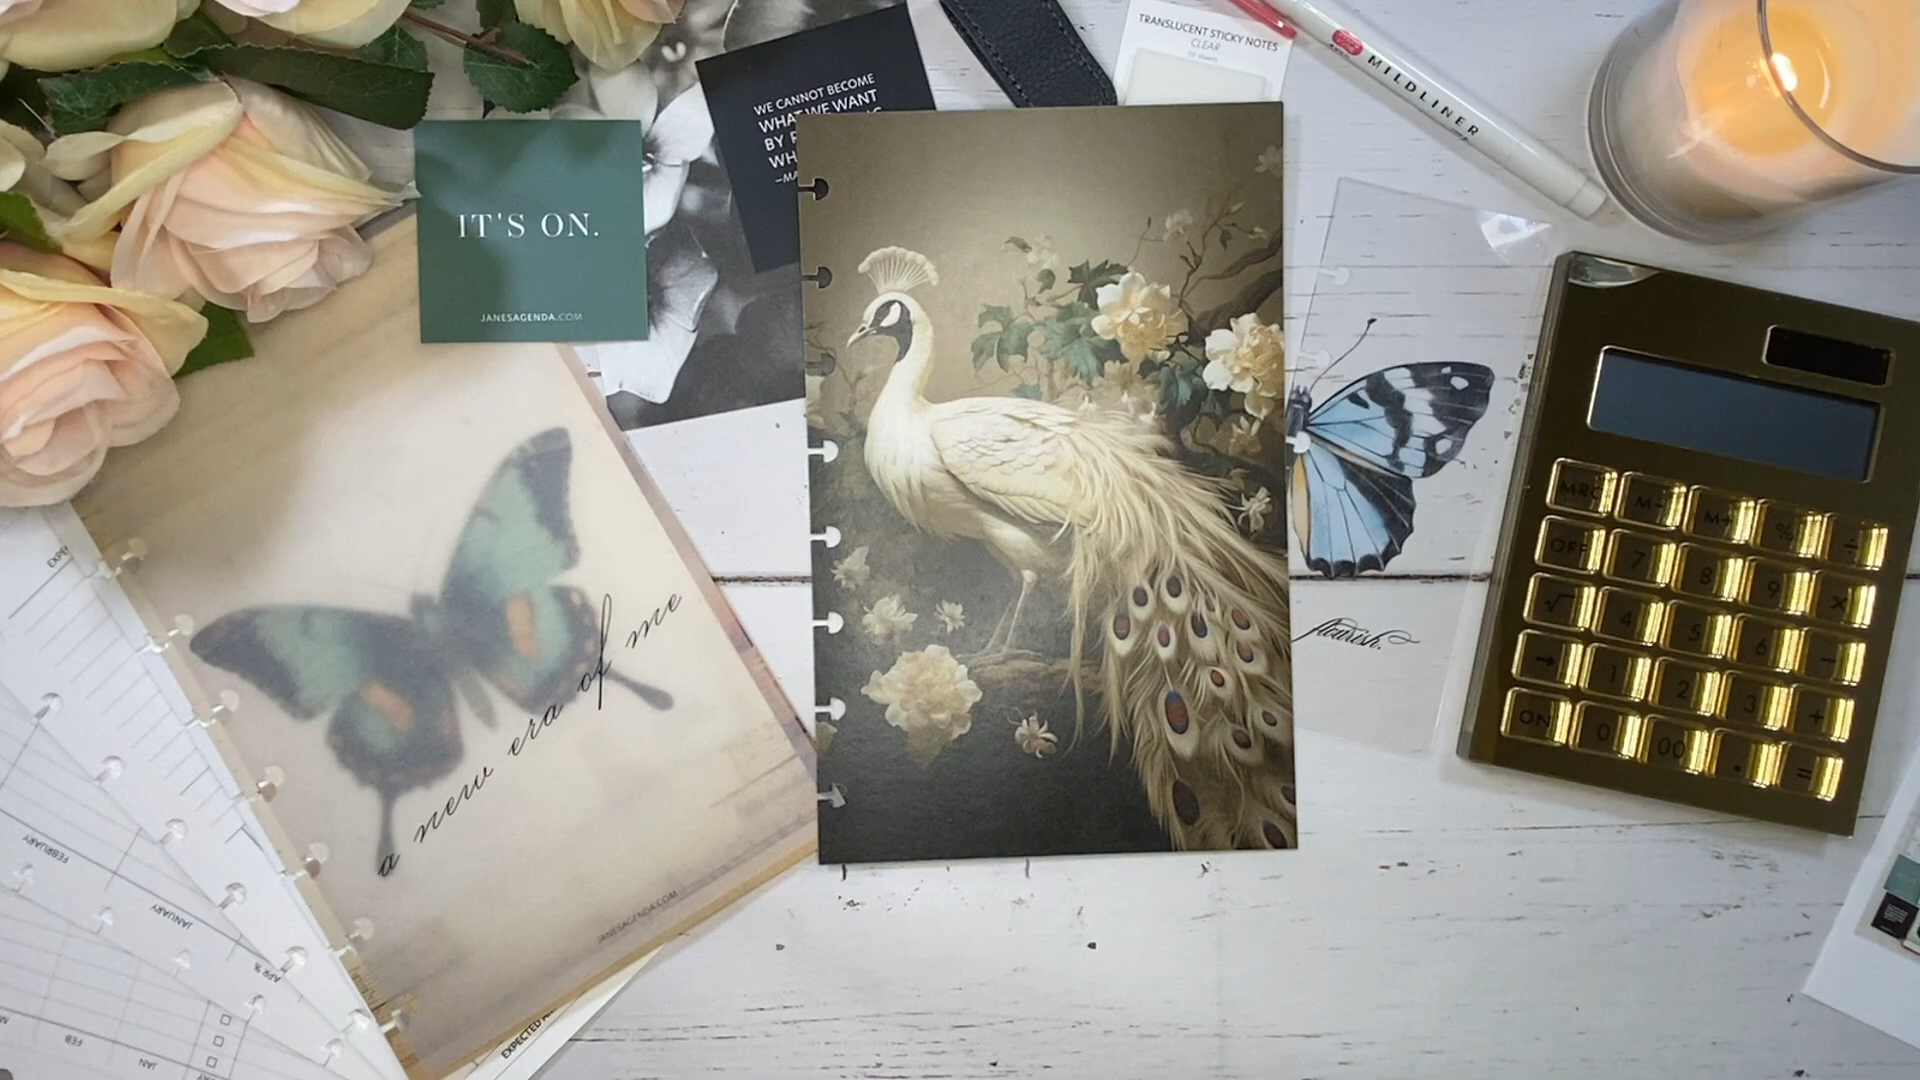 TRANSLUCENT STICKY NOTES
CLEAR
MILDLINER
WE CANNOT BECOME
WHAT WE WANT
BY
IT'S ON.
JANESAGENDA.COM
a new era of me
JANESAGENDA.COM
flourish.
MRC M- M+ % ÷
OFF 7 8 9 ×
√ 4 5 6 −
→ 1 2 3 +
ON 0 00 . =
FEBRUARY
JANUARY
APR
FEB
JAN
EXPECTED